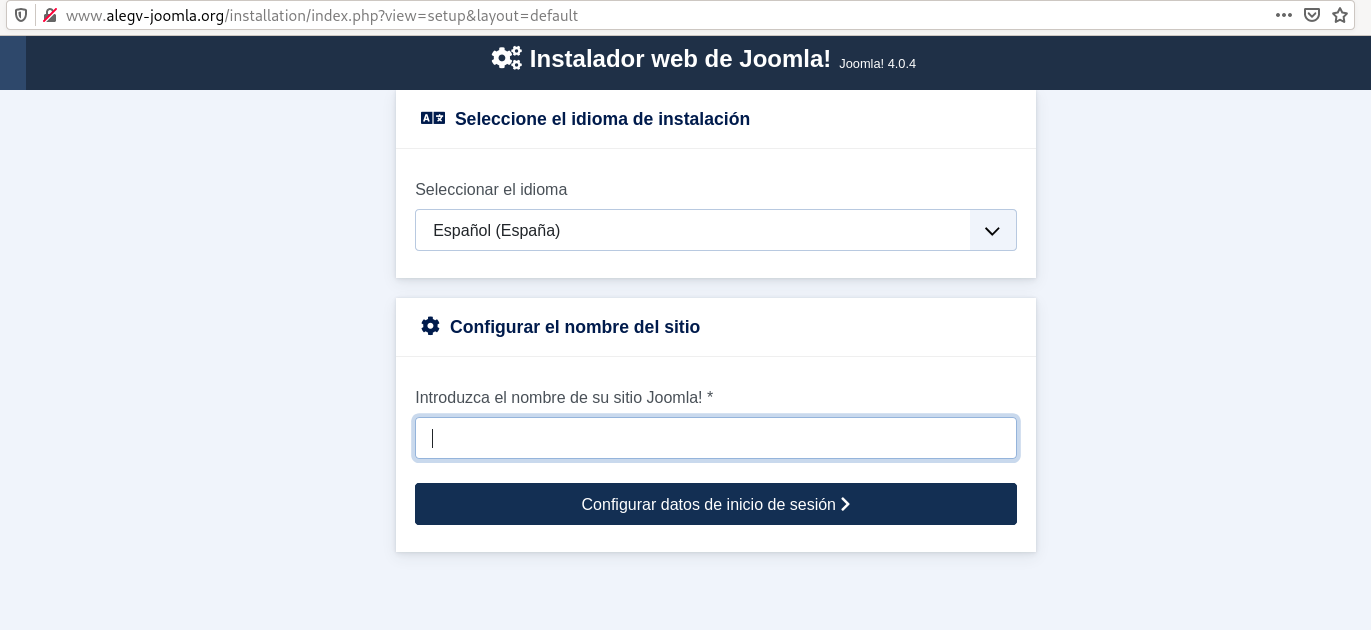 www.alegv-joomla.org/installation/index.php?view=setup&layout=default
Instalador web de Joomla! Joomla! 4.0.4
Seleccione el idioma de instalación
Seleccionar el idioma
Español (España)
Configurar el nombre del sitio
Introduzca el nombre de su sitio Joomla! *
Configurar datos de inicio de sesión